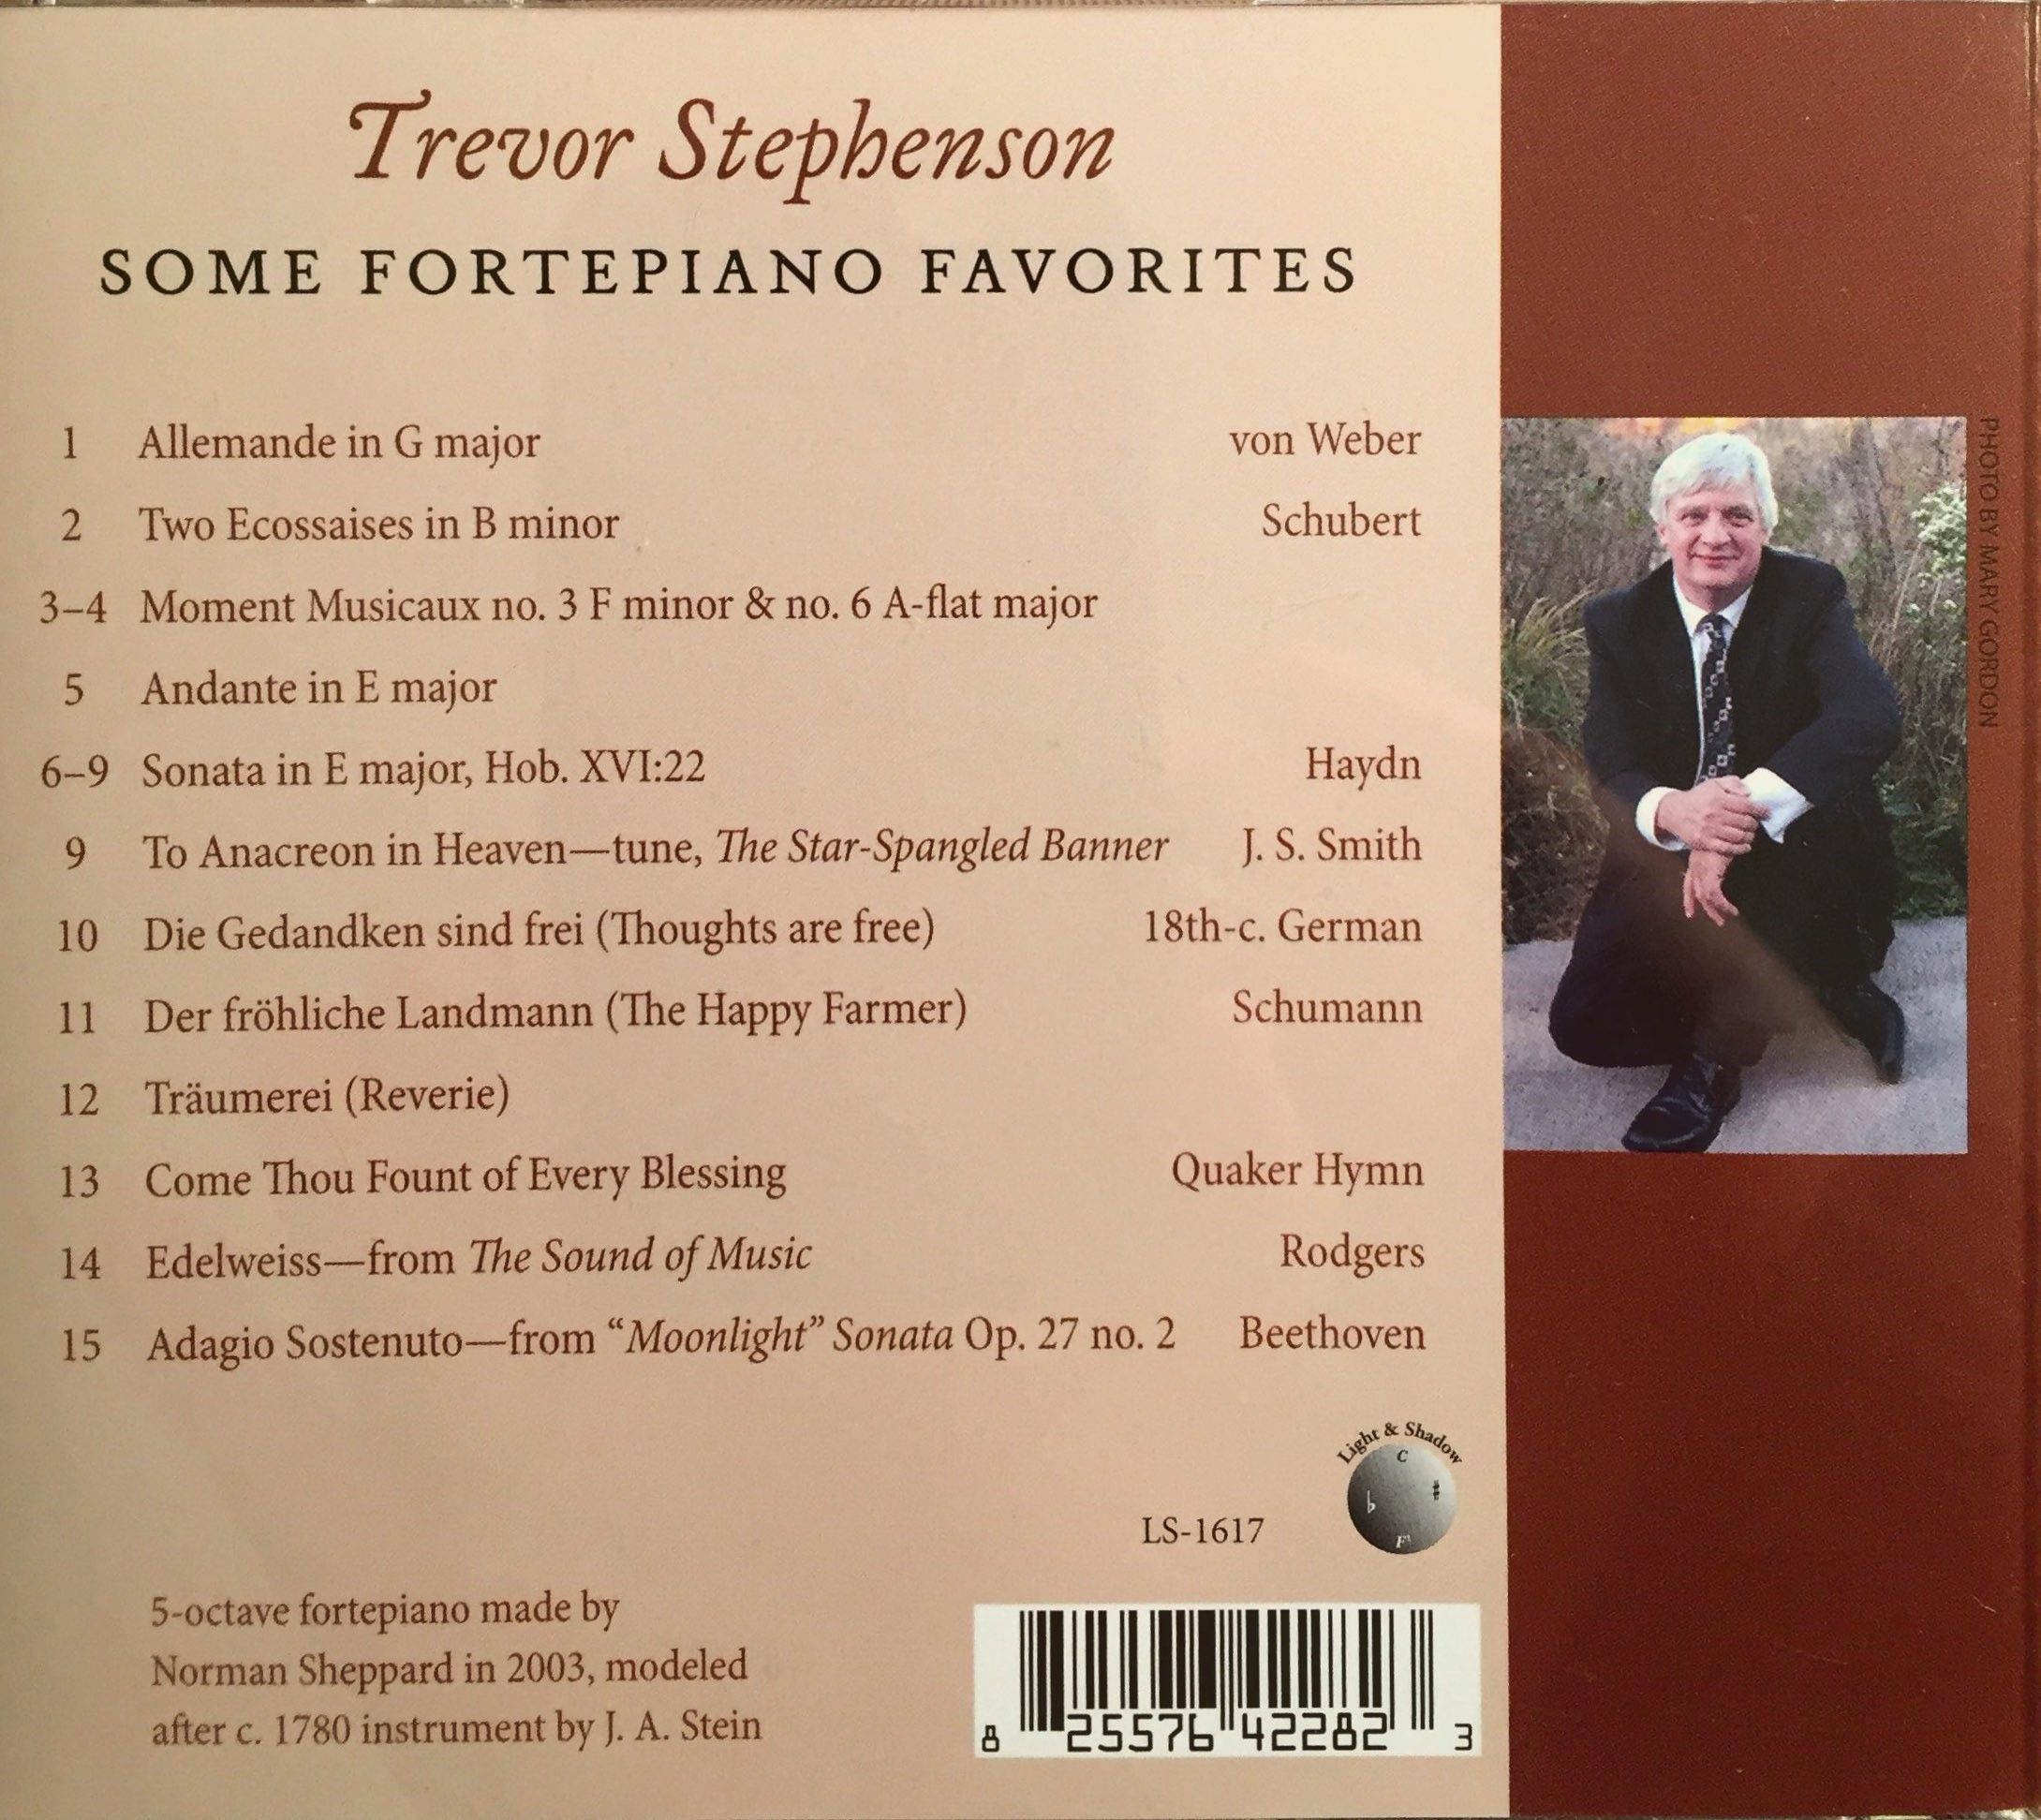 Trevor Stephenson
SOME FORTEPIANO FAVORITES
1 Allemande in G major von Weber
2 Two Ecossaises in B minor Schubert
3–4 Moment Musicaux no. 3 F minor & no. 6 A-flat major
5 Andante in E major
6–9 Sonata in E major, Hob. XVI:22 Haydn
9 To Anacreon in Heaven—tune, The Star-Spangled Banner J. S. Smith
10 Die Gedandken sind frei (Thoughts are free) 18th-c. German
11 Der fröhliche Landmann (The Happy Farmer) Schumann
12 Träumerei (Reverie)
13 Come Thou Fount of Every Blessing Quaker Hymn
14 Edelweiss—from The Sound of Music Rodgers
15 Adagio Sostenuto—from “Moonlight” Sonata Op. 27 no. 2 Beethoven
PHOTO BY MARY GORDON
Light & Shadow
C
♭ ♯
F
LS-1617
5-octave fortepiano made by
Norman Sheppard in 2003, modeled
after c. 1780 instrument by J. A. Stein
8 25576 42282 3